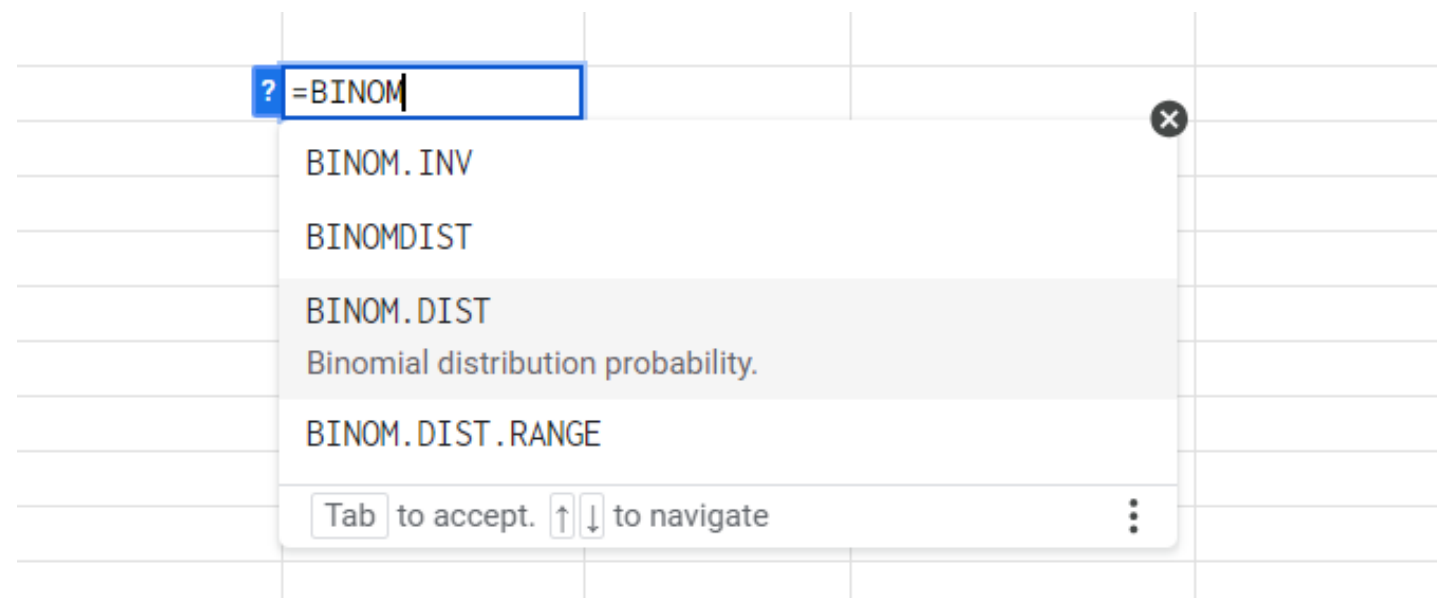 ? =BINOM
BINOM.INV
BINOMDIST
BINOM.DIST
Binomial distribution probability.
BINOM.DIST.RANGE
Tab to accept. ↑ ↓ to navigate